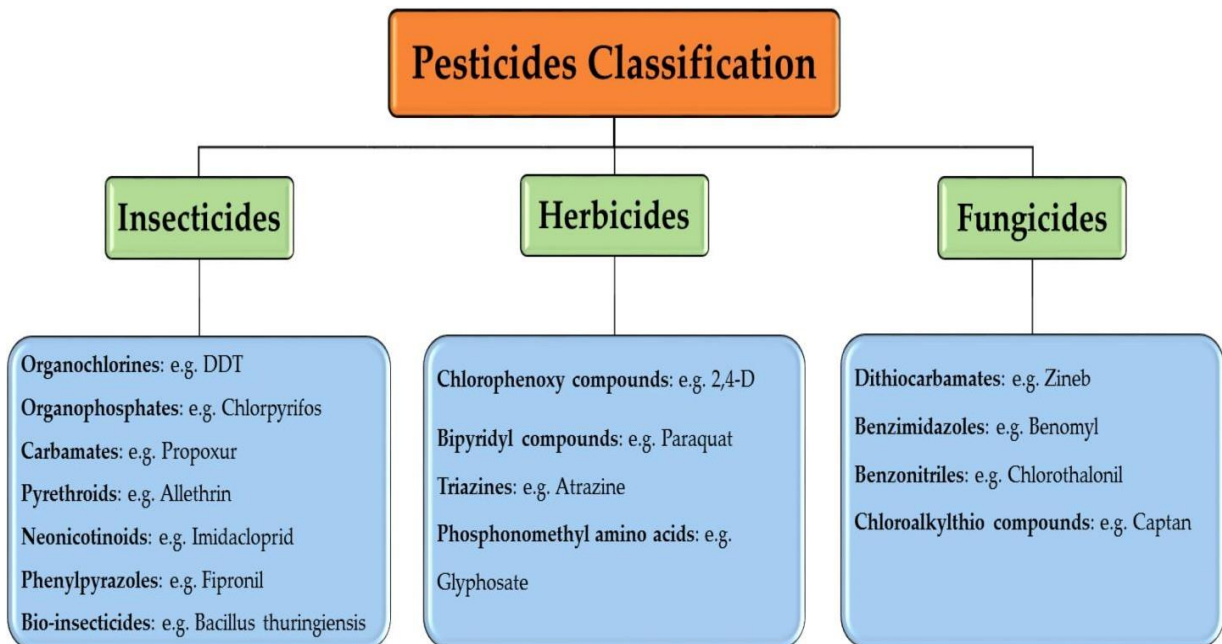 Pesticides Classification
Insecticides
Herbicides
Fungicides
Organochlorines: e.g. DDT
Organophosphates: e.g. Chlorpyrifos
Carbamates: e.g. Propoxur
Pyrethroids: e.g. Allethrin
Neonicotinoids: e.g. Imidacloprid
Phenylpyrazoles: e.g. Fipronil
Bio-insecticides: e.g. Bacillus thuringiensis
Chlorophenoxy compounds: e.g. 2,4-D
Bipyridyl compounds: e.g. Paraquat
Triazines: e.g. Atrazine
Phosphonomethyl amino acids: e.g.
Glyphosate
Dithiocarbamates: e.g. Zineb
Benzimidazoles: e.g. Benomyl
Benzonitriles: e.g. Chlorothalonil
Chloroalkylthio compounds: e.g. Captan